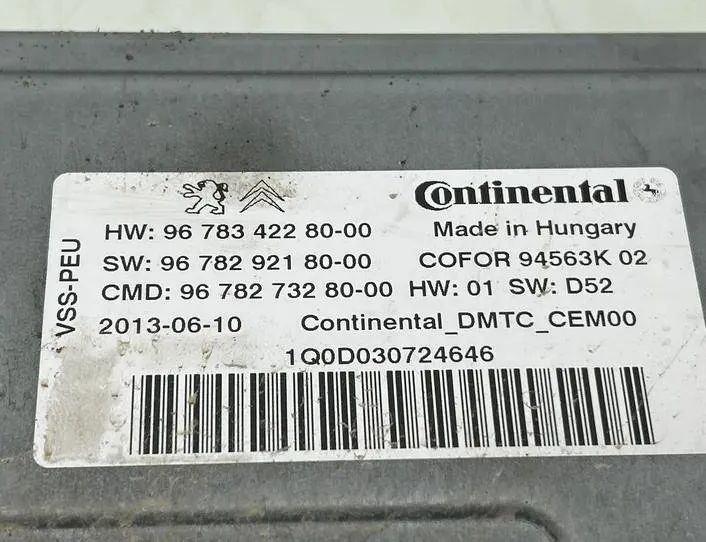 Continental
HW: 96 783 422 80-00 Made in Hungary
SW: 96 782 921 80-00 COFOR 94563K 02
CMD: 96 782 732 80-00 HW: 01 SW: D52
2013-06-10 Continental_DMTC_CEM00
1Q0D030724646
VSS-PEU